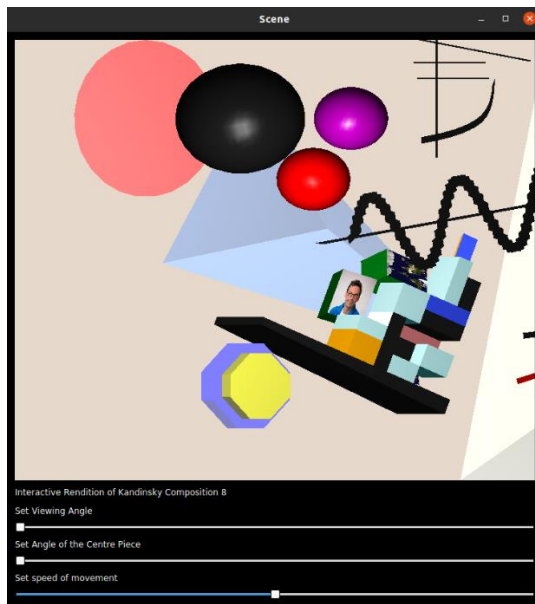 Scene
Interactive Rendition of Kandinsky Composition 8
Set Viewing Angle
Set Angle of the Centre Piece
Set speed of movement